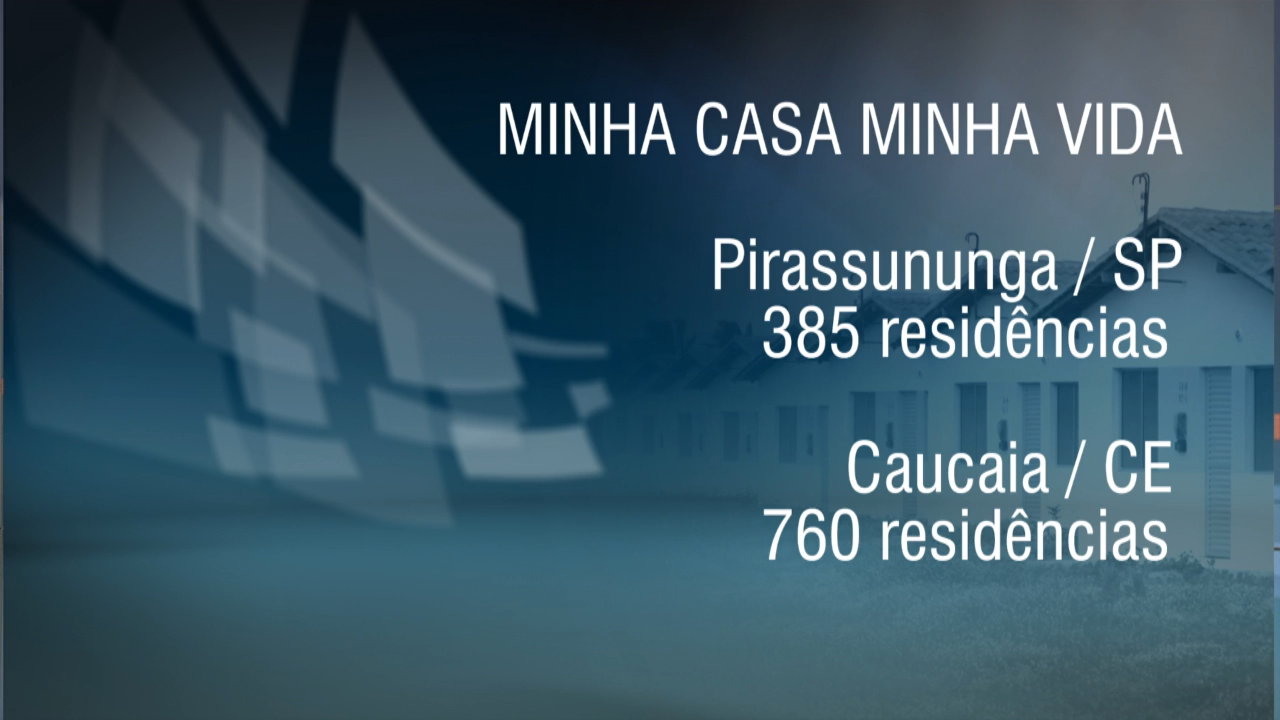 MINHA CASA MINHA VIDA
Pirassununga / SP
385 residências
Caucaia / CE
760 residências